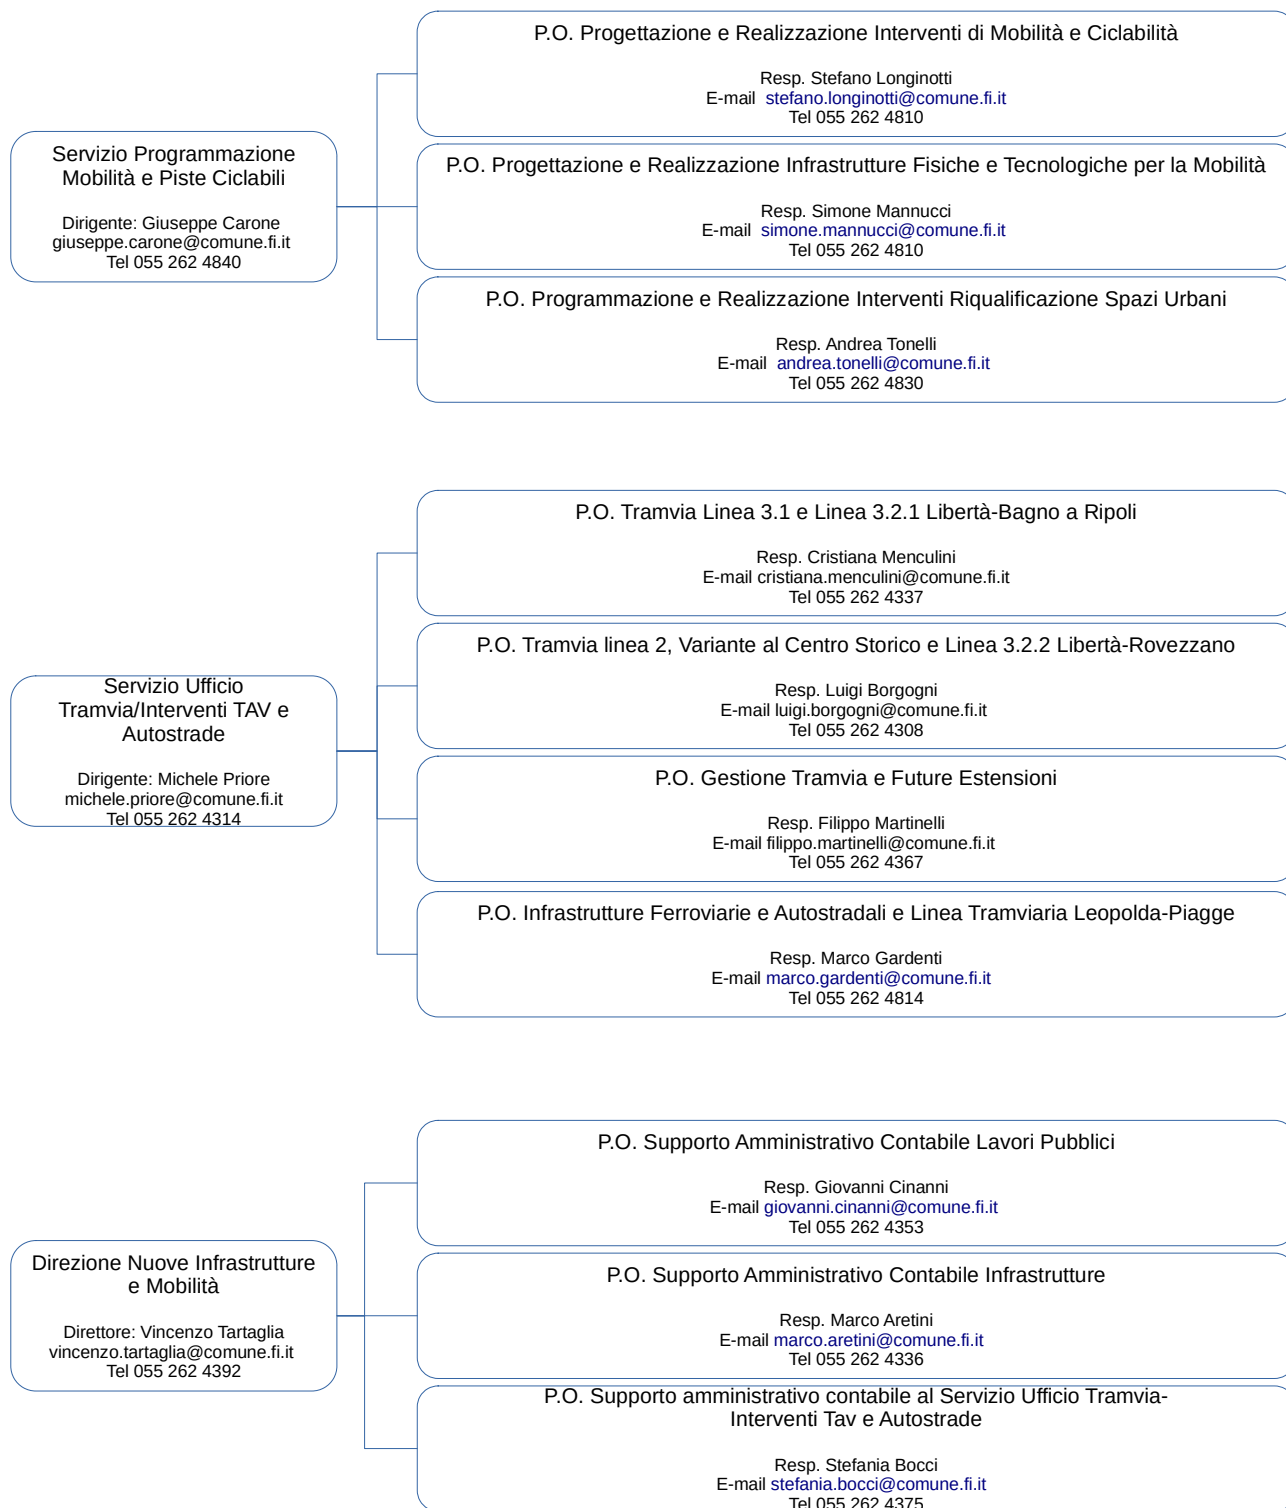 Servizio Programmazione
Mobilità e Piste Ciclabili
Dirigente: Giuseppe Carone
giuseppe.carone@comune.fi.it
Tel 055 262 4840
P.O. Progettazione e Realizzazione Interventi di Mobilità e Ciclabilità
Resp. Stefano Longinotti
E-mail  stefano.longinotti@comune.fi.it
Tel 055 262 4810
P.O. Progettazione e Realizzazione Infrastrutture Fisiche e Tecnologiche per la Mobilità
Resp. Simone Mannucci
E-mail  simone.mannucci@comune.fi.it
Tel 055 262 4810
P.O. Programmazione e Realizzazione Interventi Riqualificazione Spazi Urbani
Resp. Andrea Tonelli
E-mail  andrea.tonelli@comune.fi.it
Tel 055 262 4830
Servizio Ufficio
Tramvia/Interventi TAV e
Autostrade
Dirigente: Michele Priore
michele.priore@comune.fi.it
Tel 055 262 4314
P.O. Tramvia Linea 3.1 e Linea 3.2.1 Libertà-Bagno a Ripoli
Resp. Cristiana Menculini
E-mail cristiana.menculini@comune.fi.it
Tel 055 262 4337
P.O. Tramvia linea 2, Variante al Centro Storico e Linea 3.2.2 Libertà-Rovezzano
Resp. Luigi Borgogni
E-mail luigi.borgogni@comune.fi.it
Tel 055 262 4308
P.O. Gestione Tramvia e Future Estensioni
Resp. Filippo Martinelli
E-mail filippo.martinelli@comune.fi.it
Tel 055 262 4367
P.O. Infrastrutture Ferroviarie e Autostradali e Linea Tramviaria Leopolda-Piagge
Resp. Marco Gardenti
E-mail marco.gardenti@comune.fi.it
Tel 055 262 4814
Direzione Nuove Infrastrutture
e Mobilità
Direttore: Vincenzo Tartaglia
vincenzo.tartaglia@comune.fi.it
Tel 055 262 4392
P.O. Supporto Amministrativo Contabile Lavori Pubblici
Resp. Giovanni Cinanni
E-mail giovanni.cinanni@comune.fi.it
Tel 055 262 4353
P.O. Supporto Amministrativo Contabile Infrastrutture
Resp. Marco Aretini
E-mail marco.aretini@comune.fi.it
Tel 055 262 4336
P.O. Supporto amministrativo contabile al Servizio Ufficio Tramvia-
Interventi Tav e Autostrade
Resp. Stefania Bocci
E-mail stefania.bocci@comune.fi.it
Tel 055 262 4375